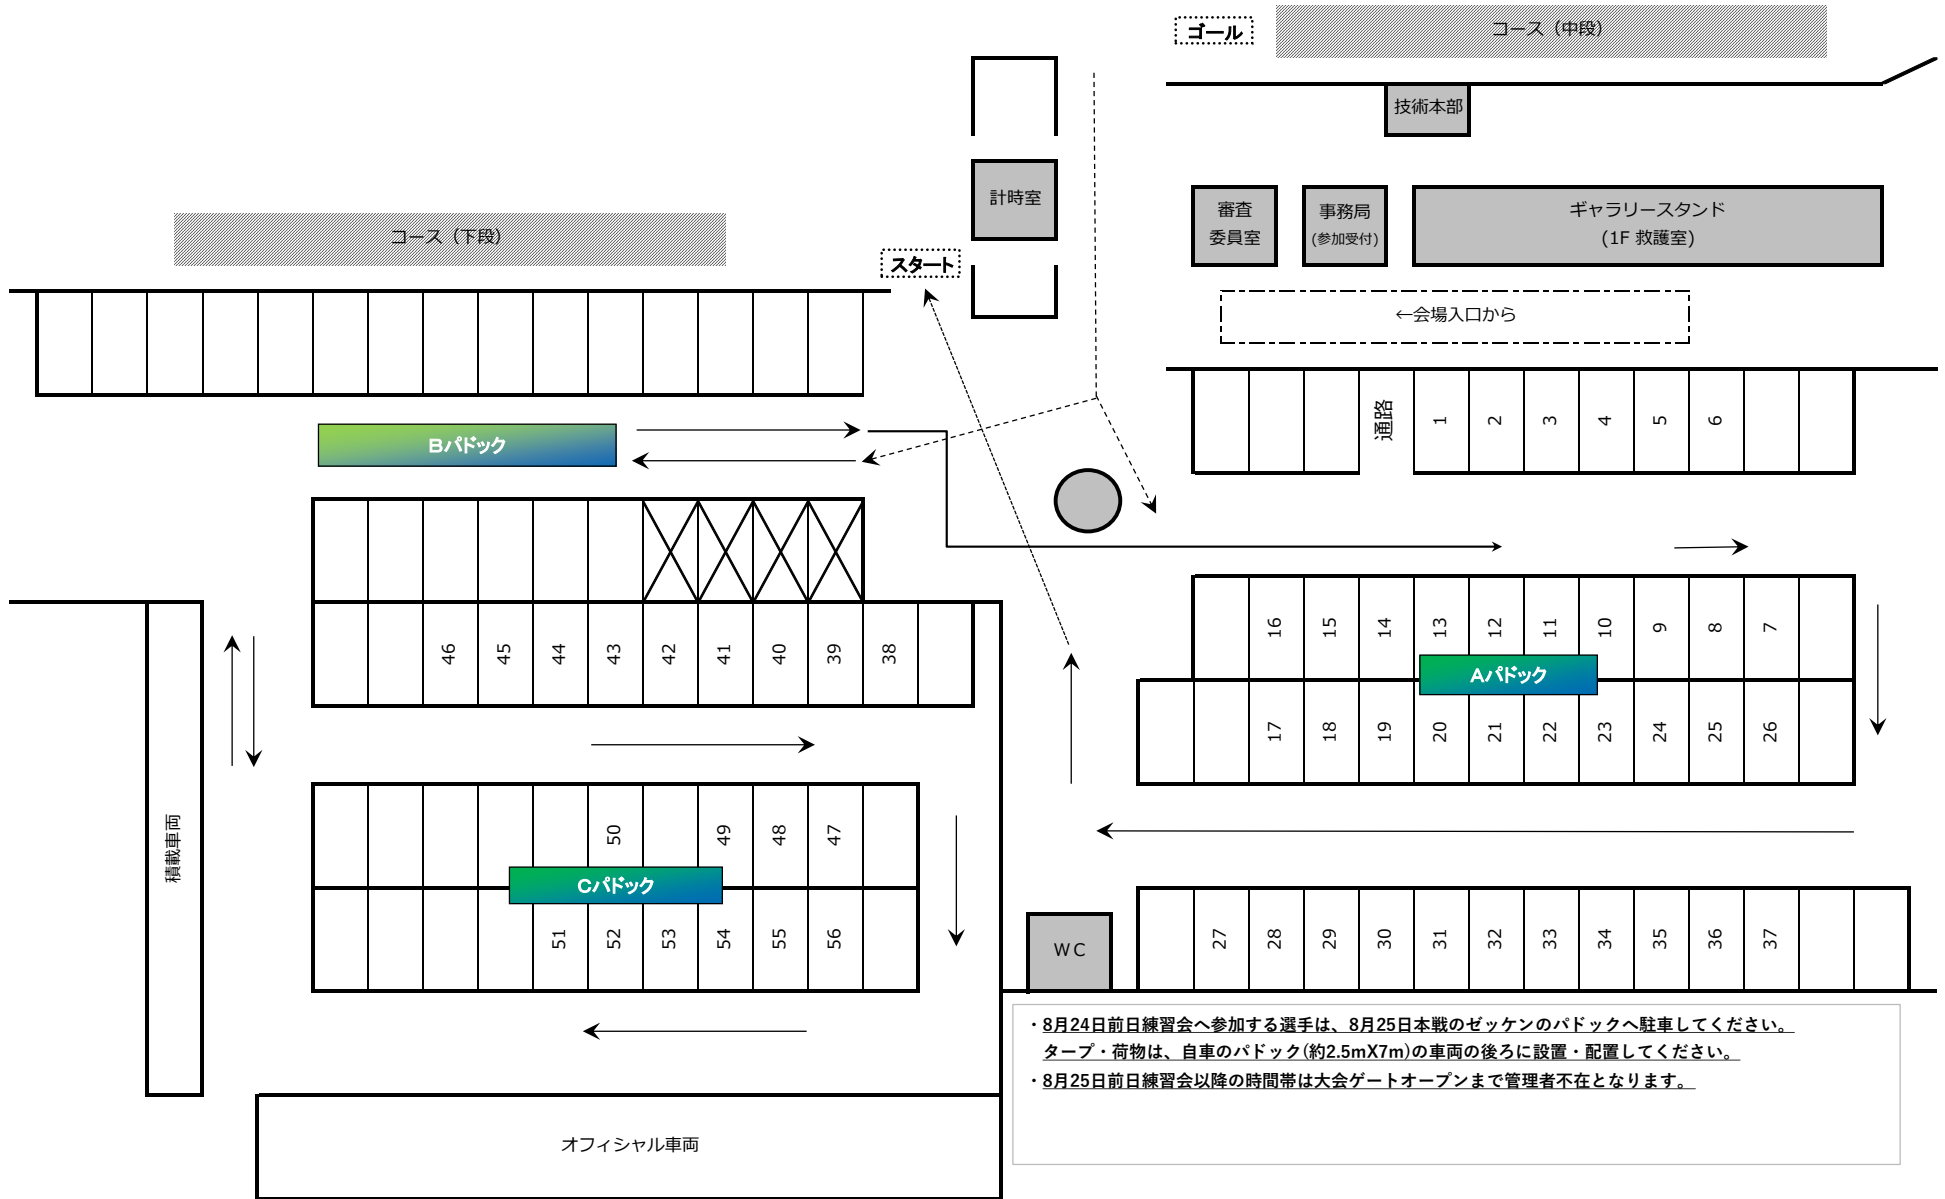 ゴール
コース（中段）
技術本部
計時室
審査
委員室
事務局
(参加受付)
ギャラリースタンド
(1F 救護室)
コース（下段）
スタート
←会場入口から
通路
1 2 3 4 5 6
Bパドック
16 15 14 13 12 11 10 9 8 7
Aパドック
17 18 19 20 21 22 23 24 25 26
46 45 44 43 42 41 40 39 38
50 49 48 47
Cパドック
51 52 53 54 55 56
積載車両
WC
27 28 29 30 31 32 33 34 35 36 37
・8月24日前日練習会へ参加する選手は、8月25日本戦のゼッケンのパドックへ駐車してください。
タープ・荷物は、自車のパドック(約2.5mX7m)の車両の後ろに設置・配置してください。
・8月25日前日練習会以降の時間帯は大会ゲートオープンまで管理者不在となります。
オフィシャル車両